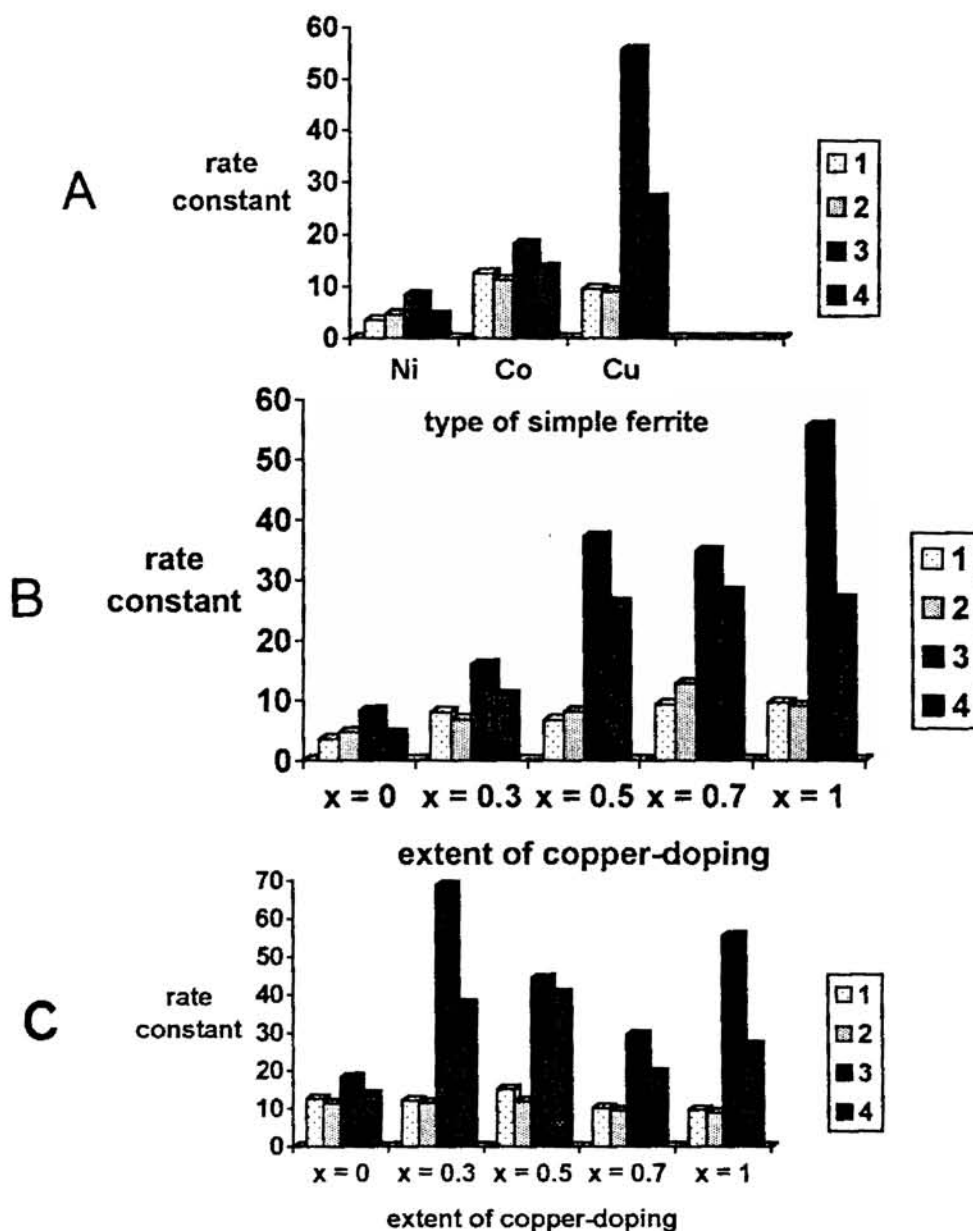 A
rate
constant
60
50
40
30
20
10
0
Ni Co Cu
type of simple ferrite
1
2
3
4
B
rate
constant
60
50
40
30
20
10
0
x = 0 x = 0.3 x = 0.5 x = 0.7 x = 1
extent of copper-doping
1
2
3
4
C
rate
constant
70
60
50
40
30
20
10
0
x = 0 x = 0.3 x = 0.5 x = 0.7 x = 1
extent of copper-doping
1
2
3
4